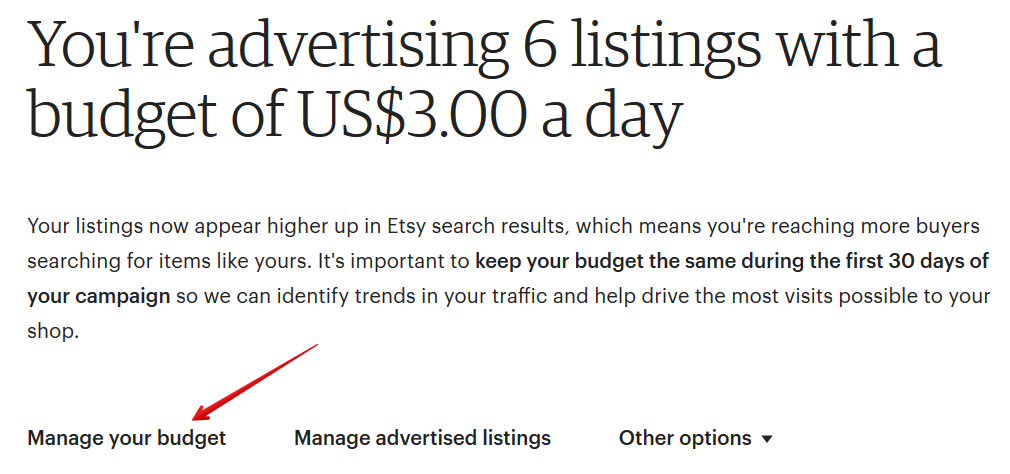 You're advertising 6 listings with a
budget of US$3.00 a day
Your listings now appear higher up in Etsy search results, which means you're reaching more buyers
searching for items like yours. It's important to keep your budget the same during the first 30 days of
your campaign so we can identify trends in your traffic and help drive the most visits possible to your
shop.
Manage your budget Manage advertised listings Other options